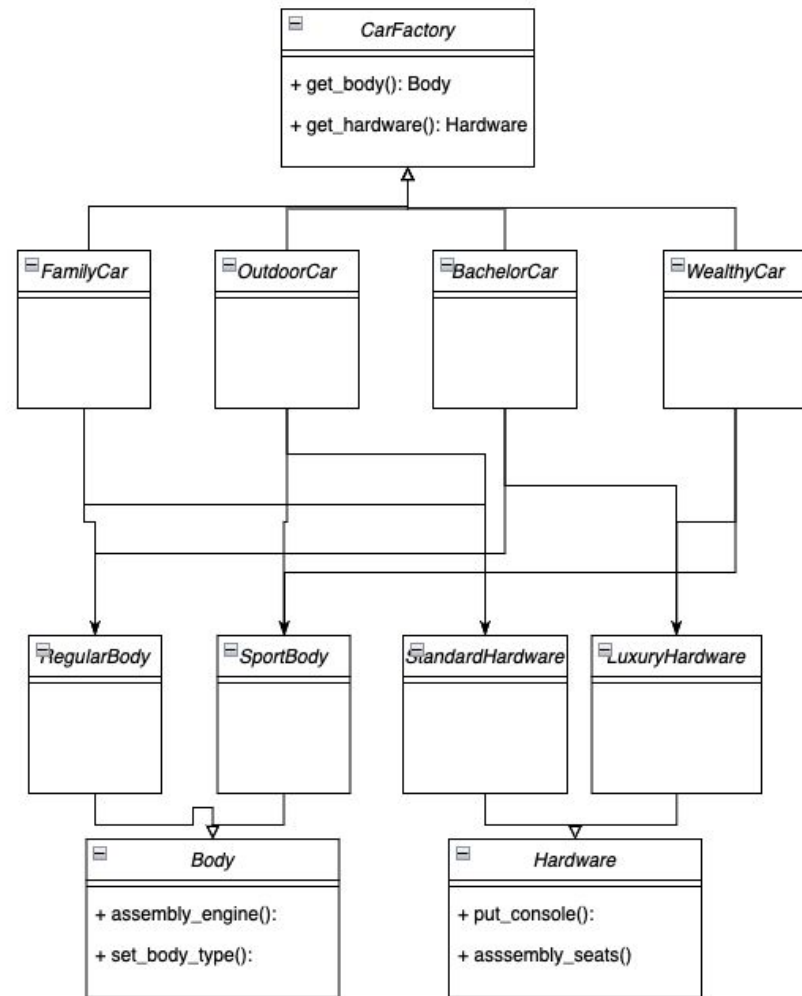 CarFactory
+ get_body(): Body
+ get_hardware(): Hardware
FamilyCar
OutdoorCar
BachelorCar
WealthyCar
RegularBody
SportBody
StandardHardware
LuxuryHardware
Body
+ assembly_engine():
+ set_body_type():
Hardware
+ put_console():
+ asssembly_seats()